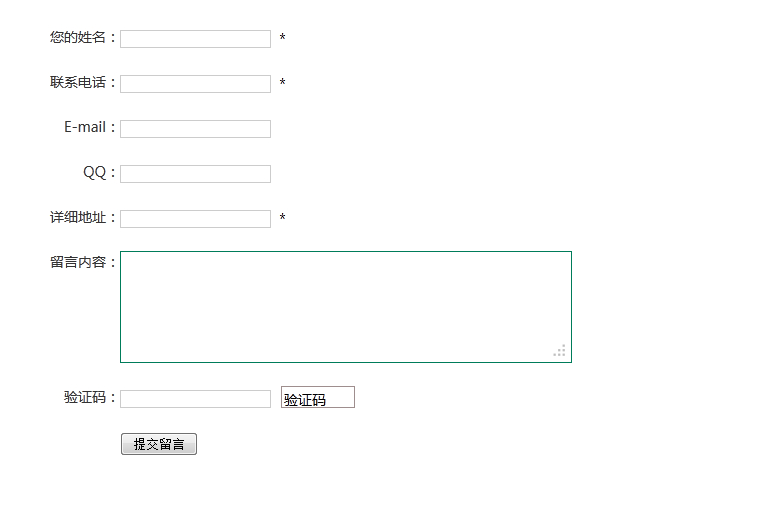 您的姓名： *
联系电话： *
E-mail：
QQ：
详细地址： *
留言内容：
验证码： 验证码
提交留言